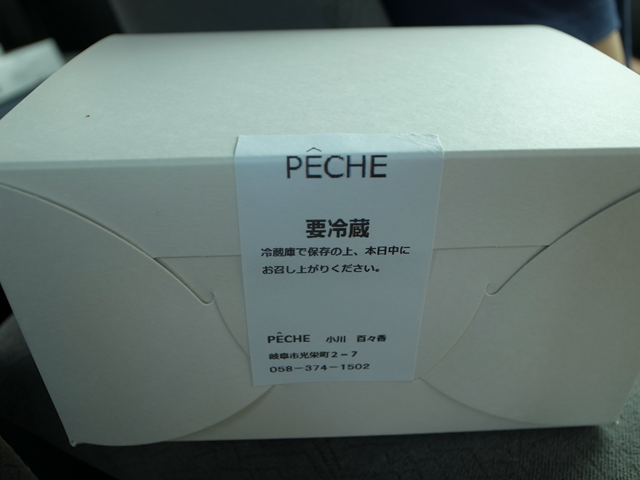 PÊCHE
要冷蔵
冷蔵庫で保存の上、本日中に
お召し上がりください。
PÊCHE 小川 百々香
岐阜市光栄町2-7
058-374-1502